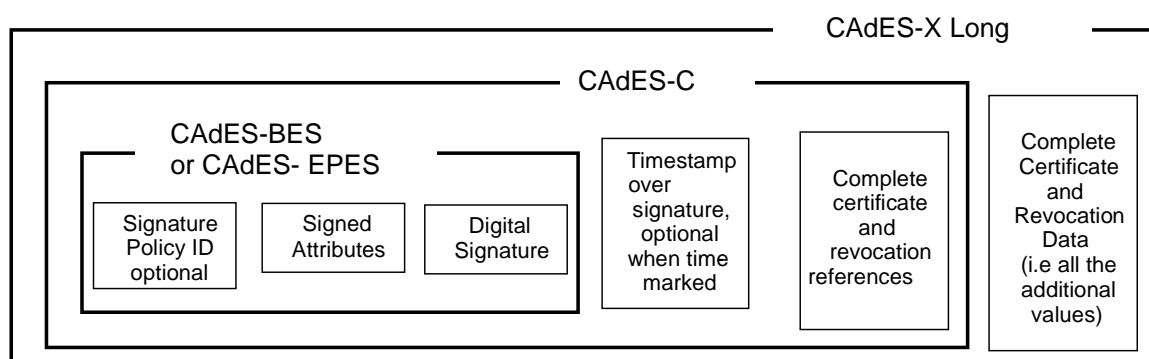 CAdES-X Long
CAdES-C
CAdES-BES
or CAdES- EPES
Signature
Policy ID
optional
Signed
Attributes
Digital
Signature
Timestamp
over
signature,
optional
when time
marked
Complete
certificate
and
revocation
references
Complete
Certificate
and
Revocation
Data
(i.e all the
additional
values)